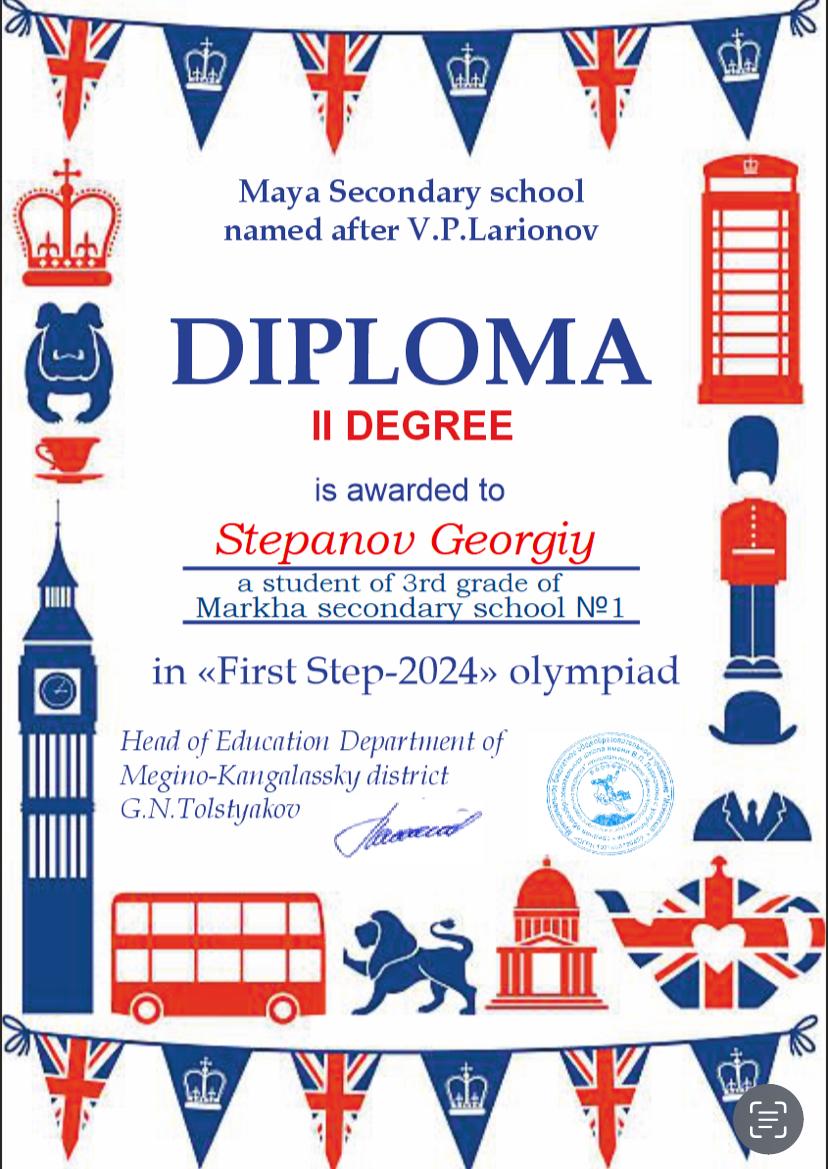 Maya Secondary school
named after V.P.Larionov
DIPLOMA
II DEGREE
is awarded to
Stepanov Georgiy
a student of 3rd grade of
Markha secondary school №1
in «First Step-2024» olympiad
Head of Education Department of
Megino-Kangalassky district
G.N.Tolstyakov